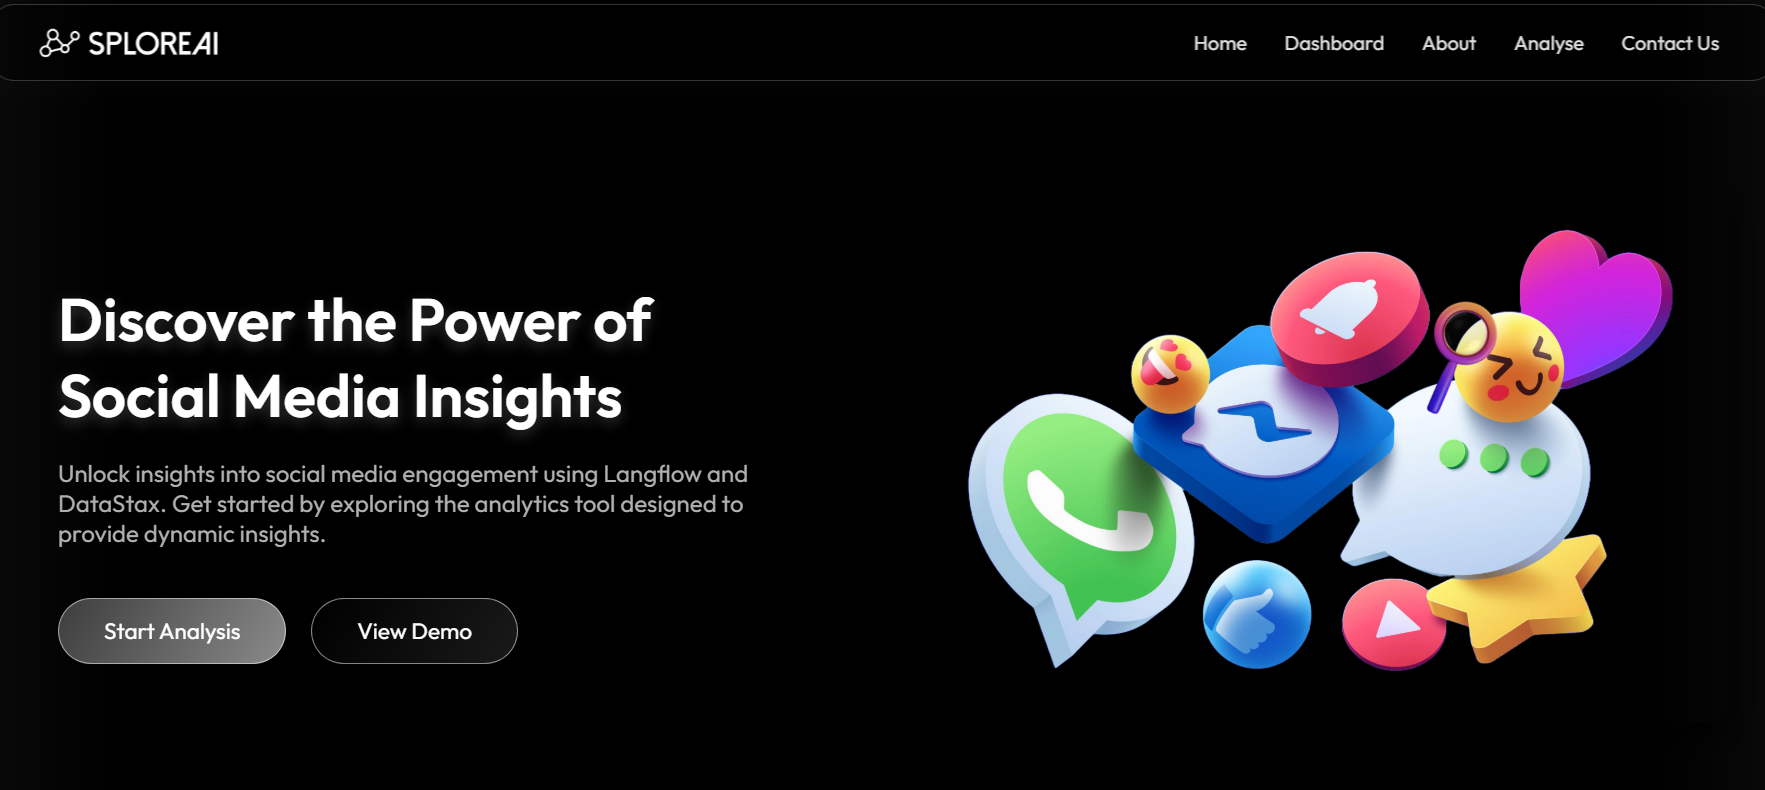 SPLOREAI
Home
Dashboard
About
Analyse
Contact Us
Discover the Power of
Social Media Insights
Unlock insights into social media engagement using Langflow and
DataStax. Get started by exploring the analytics tool designed to
provide dynamic insights.
Start Analysis
View Demo